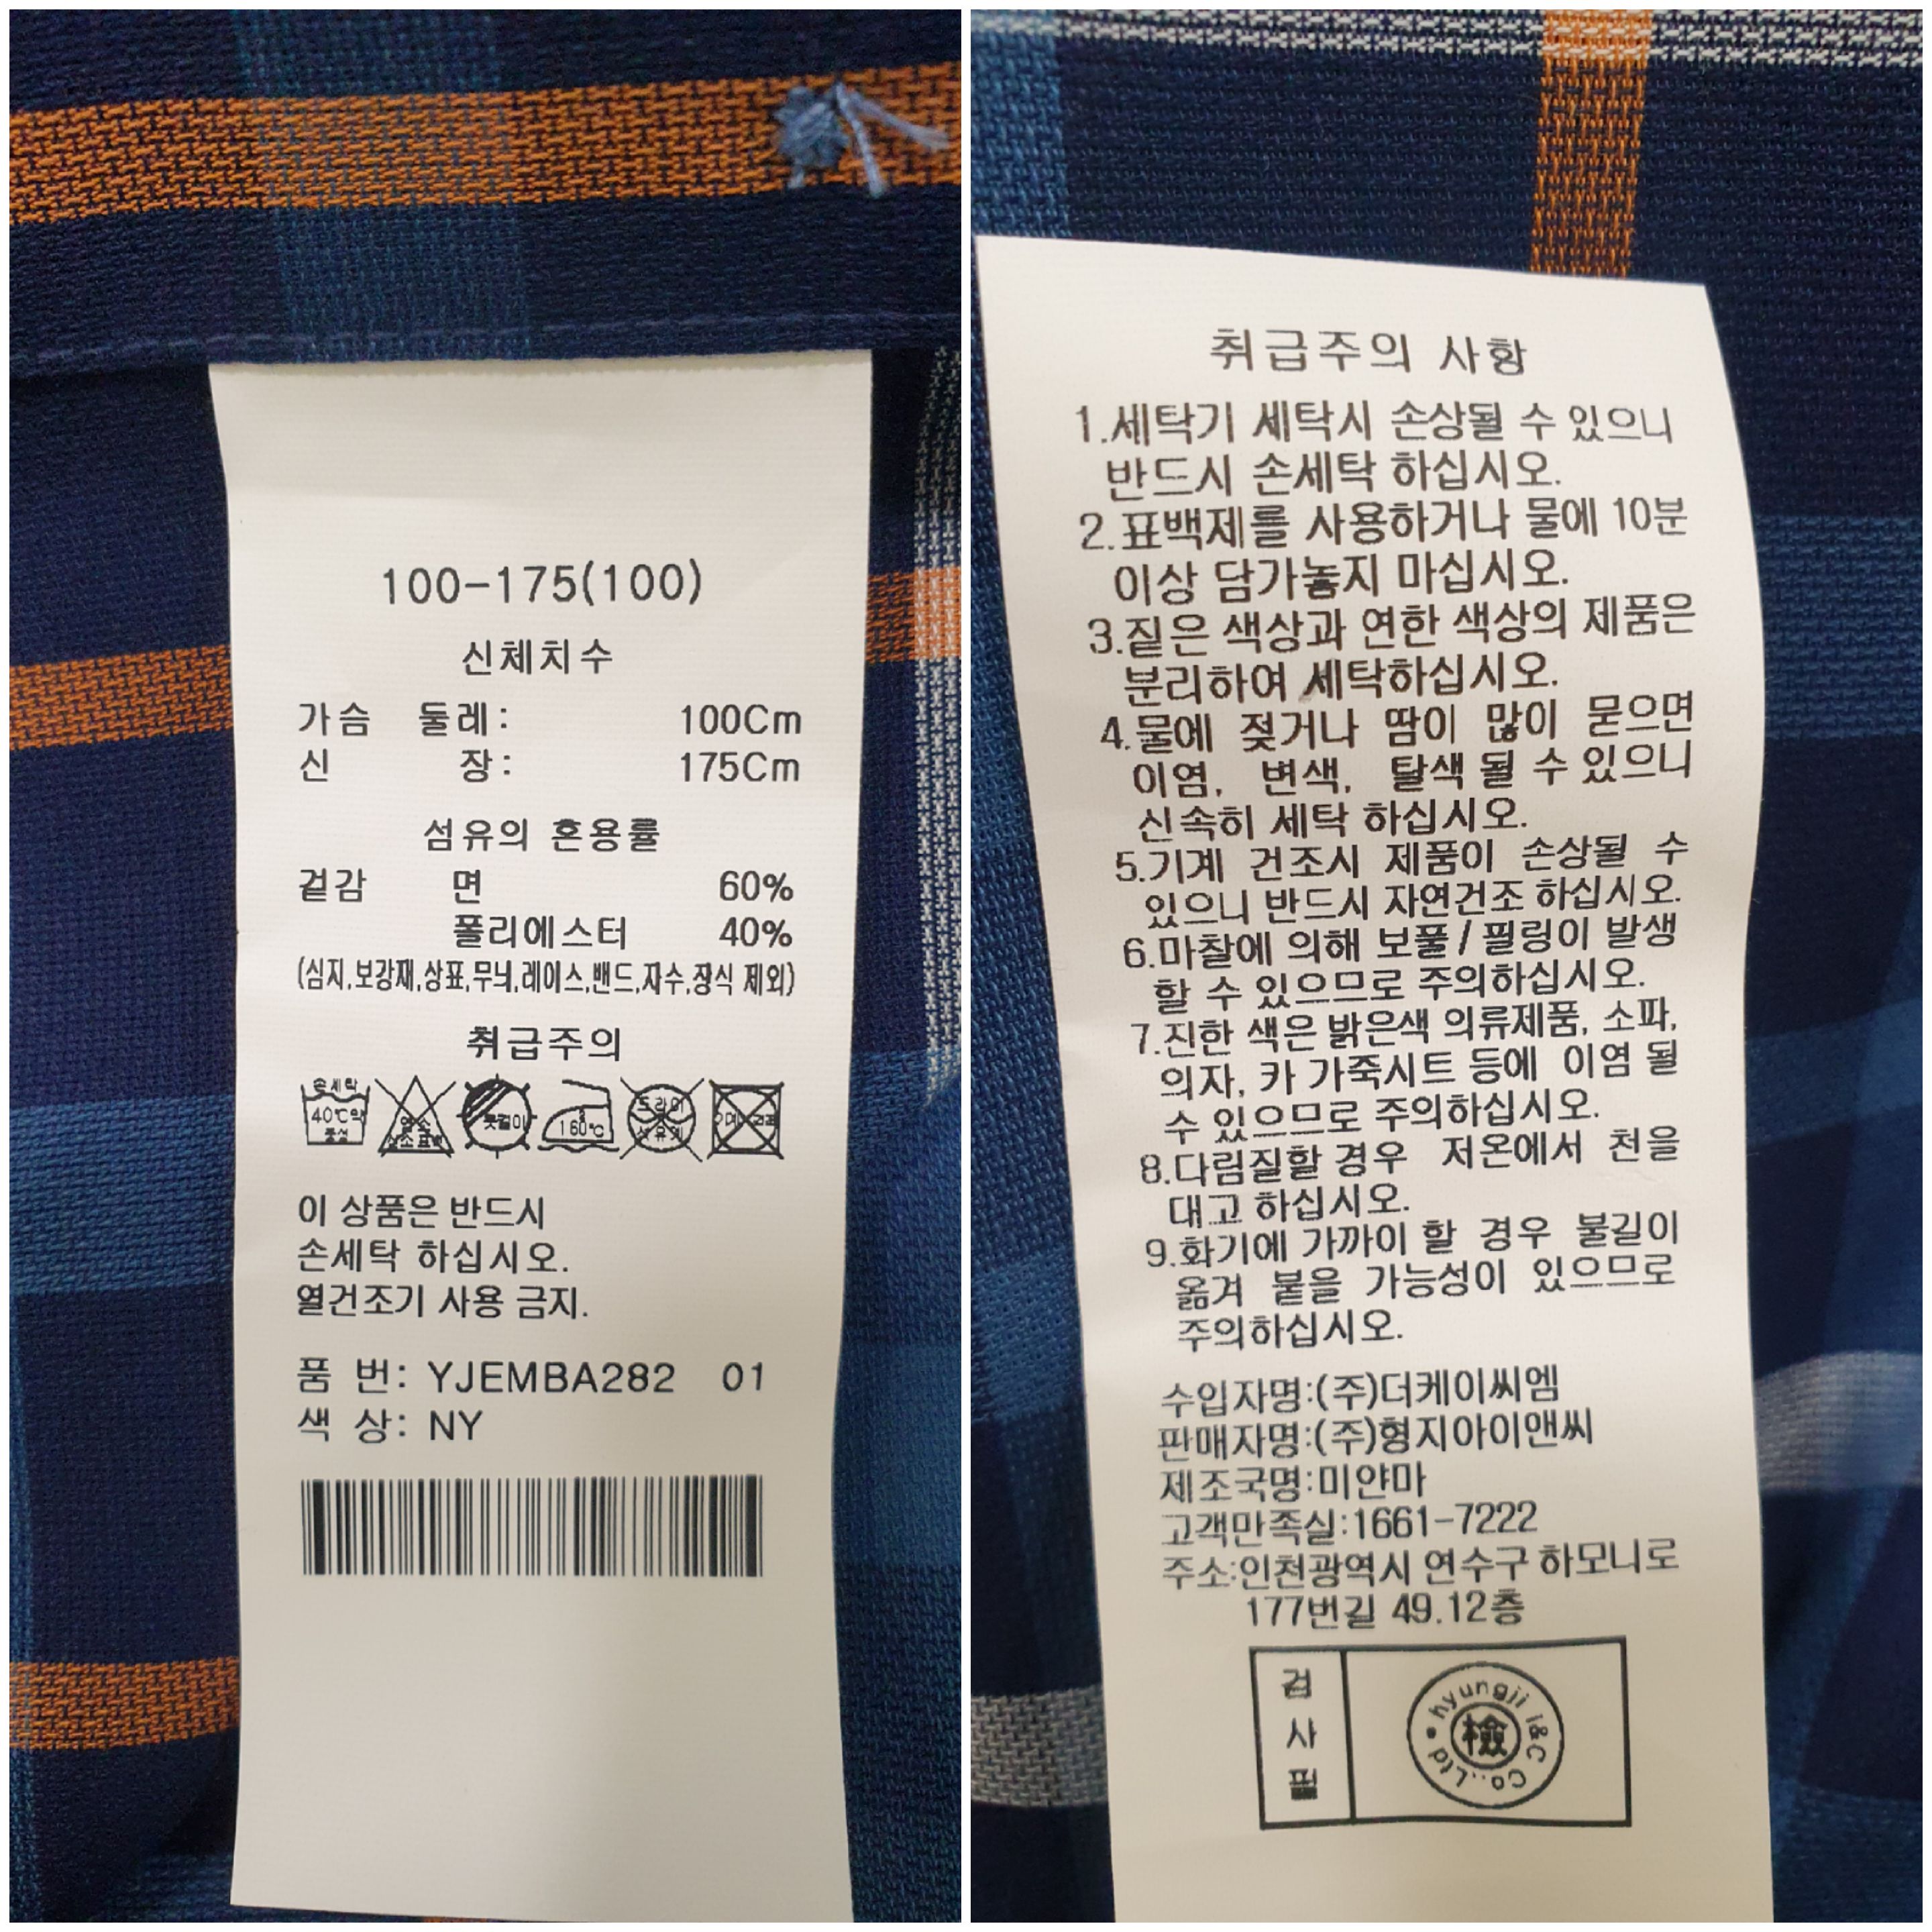 100-175(100)
신체치수
가슴 둘레: 100Cm
신 장: 175Cm
섬유의 혼용률
겉감 면 60%
폴리에스터 40%
(심지,보강재,상표,무늬,레이스,밴드,자수,장식 제외)
취급주의
손세탁
40℃약
중성
염소
산소표백
옷걸이
160℃
드라이
석유계
이 상품은 반드시
손세탁 하십시오.
열건조기 사용 금지.
품 번: YJEMBA282 01
색 상: NY
취급주의 사항
1.세탁기 세탁시 손상될 수 있으니
반드시 손세탁 하십시오.
2.표백제를 사용하거나 물에 10분
이상 담가놓지 마십시오.
3.짙은 색상과 연한 색상의 제품은
분리하여 세탁하십시오.
4.물에 젖거나 땀이 많이 묻으면
이염, 변색, 탈색 될 수 있으니
신속히 세탁 하십시오.
5.기계 건조시 제품이 손상될 수
있으니 반드시 자연건조 하십시오.
6.마찰에 의해 보풀/필링이 발생
할 수 있으므로 주의하십시오.
7.진한 색은 밝은색 의류제품, 소파,
의자, 카 가죽시트 등에 이염 될
수 있으므로 주의하십시오.
8.다림질할 경우 저온에서 천을
대고 하십시오.
9.화기에 가까이 할 경우 불길이
옮겨 붙을 가능성이 있으므로
주의하십시오.
수입자명:(주)더케이씨엠
판매자명:(주)형지아이앤씨
제조국명:미얀마
고객만족실:1661-7222
주소:인천광역시 연수구 하모니로
177번길 49.12층
검사필
hyungji I&C Co.,Ltd
檢